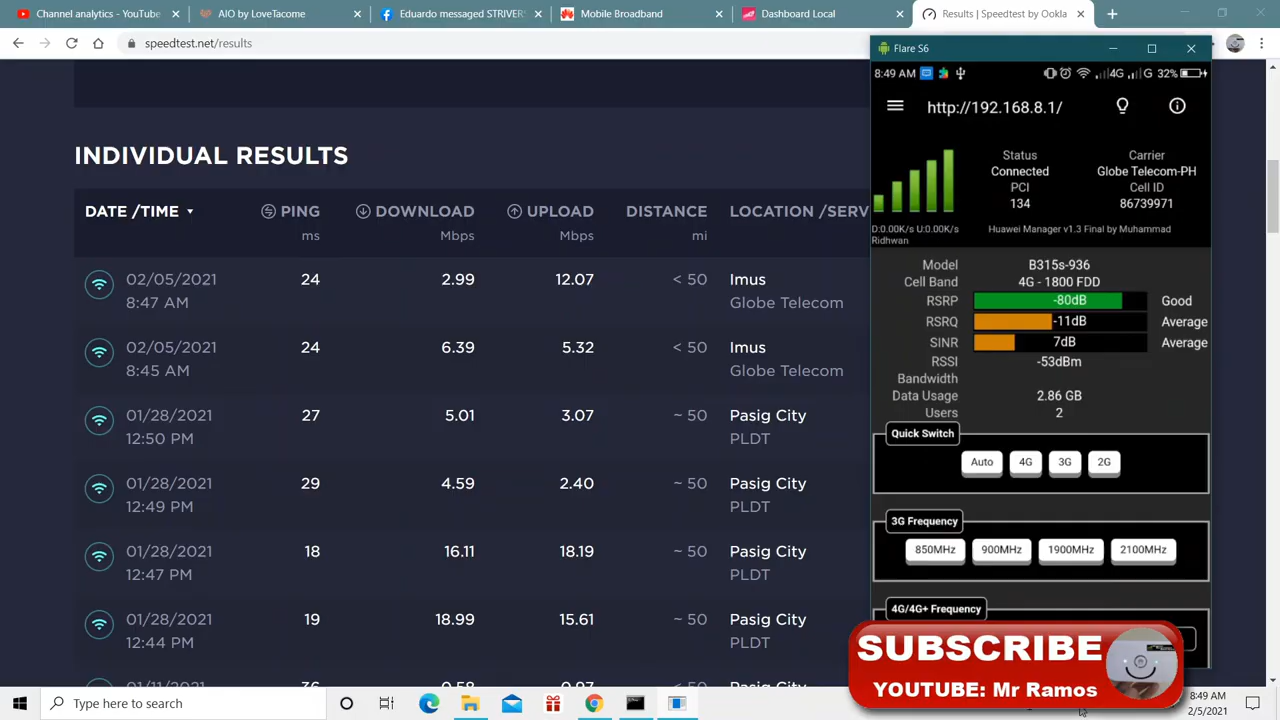 Channel analytics - YouTube
AIO by LoveTacome
Eduardo messaged STRIVER'S
Mobile Broadband
Dashboard Local
Results | Speedtest by Ookla
speedtest.net/results
INDIVIDUAL RESULTS
DATE /TIME PING DOWNLOAD UPLOAD DISTANCE LOCATION /SERV
ms Mbps Mbps mi
02/05/2021 24 2.99 12.07 < 50 Imus
8:47 AM Globe Telecom
02/05/2021 24 6.39 5.32 < 50 Imus
8:45 AM Globe Telecom
01/28/2021 27 5.01 3.07 ~ 50 Pasig City
12:50 PM PLDT
01/28/2021 29 4.59 2.40 ~ 50 Pasig City
12:49 PM PLDT
01/28/2021 18 16.11 18.19 ~ 50 Pasig City
12:47 PM PLDT
01/28/2021 19 18.99 15.61 ~ 50 Pasig City
12:44 PM PLDT
Flare S6
8:49 AM 4G G 32%
http://192.168.8.1/
Status Carrier
Connected Globe Telecom-PH
PCI Cell ID
134 86739971
D:0.00K/s U:0.00K/s Huawei Manager v1.3 Final by Muhammad
Ridhwan
Model B315s-936
Cell Band 4G - 1800 FDD
RSRP -80dB Good
RSRQ -11dB Average
SINR 7dB Average
RSSI -53dBm
Bandwidth
Data Usage 2.86 GB
Users 2
Quick Switch
Auto 4G 3G 2G
3G Frequency
850MHz 900MHz 1900MHz 2100MHz
4G/4G+ Frequency
SUBSCRIBE
YOUTUBE: Mr Ramos
Type here to search
8:49 AM
2/5/2021